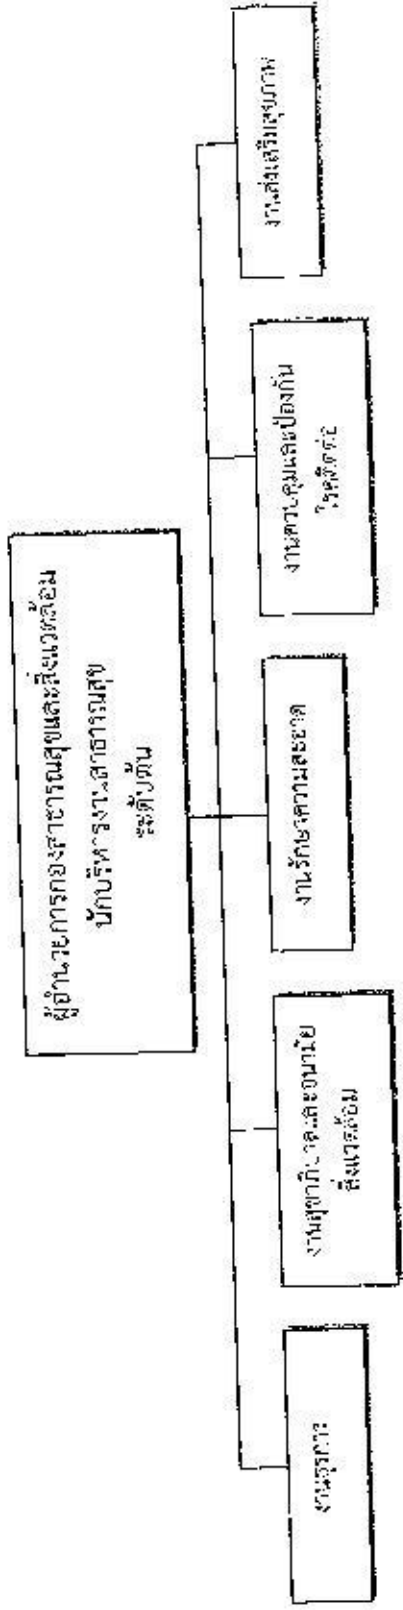 ผู้อำนวยการกองสาธารณสุขและสิ่งแวดล้อม
นักบริหารงานสาธารณสุข
ระดับต้น
งานธุรการ
งานสุขาภิบาลและอนามัย
สิ่งแวดล้อม
งานรักษาความสะอาด
งานควบคุมและป้องกัน
โรคติดต่อ
งานส่งเสริมสุขภาพ